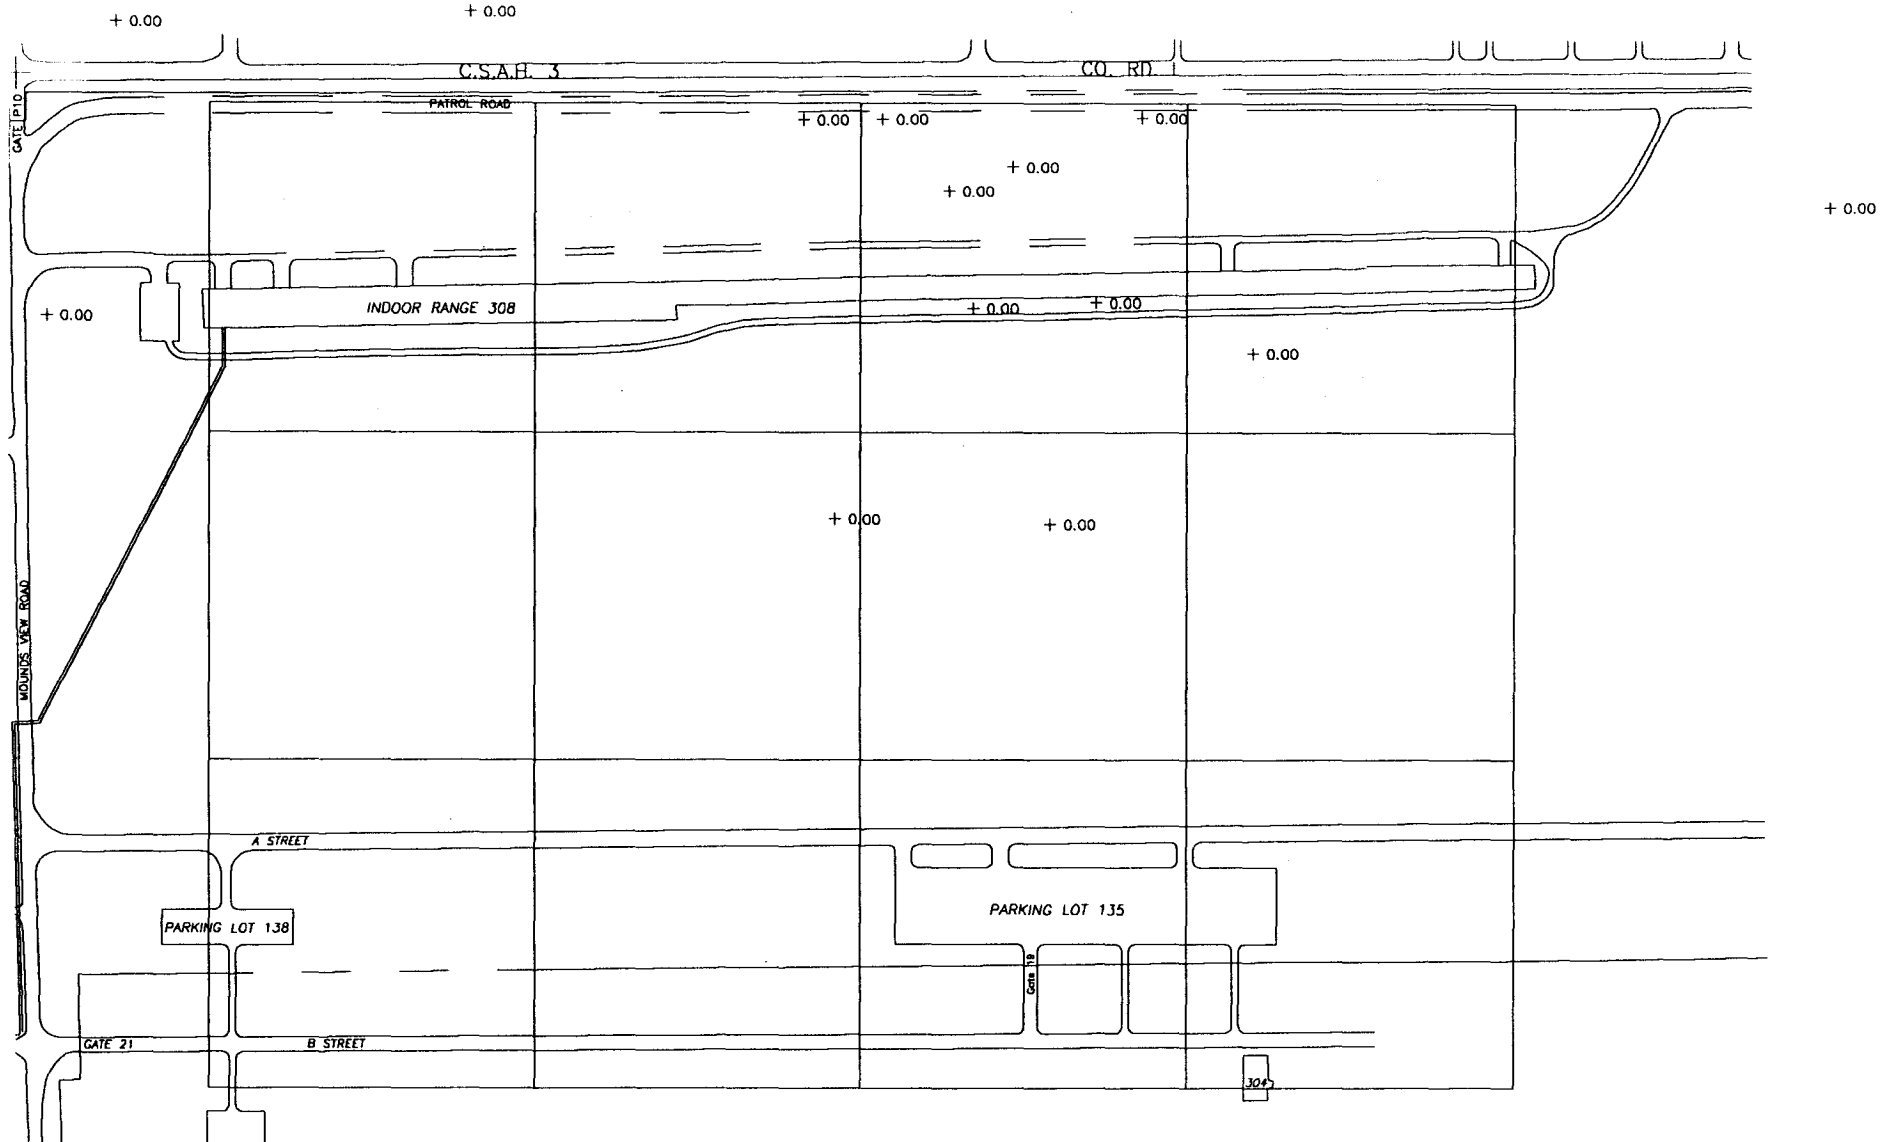 + 0.00
+ 0.00
C.S.A.H. 3
CO. RD. I
GATE P10
PATROL ROAD
+ 0.00
+ 0.00
+ 0.00
+ 0.00
+ 0.00
+ 0.00
+ 0.00
INDOOR RANGE 308
+ 0.00
+ 0.00
+ 0.00
+ 0.00
+ 0.00
MOUNDS VIEW ROAD
A STREET
PARKING LOT 138
PARKING LOT 135
Gate 19
GATE 21
B STREET
304